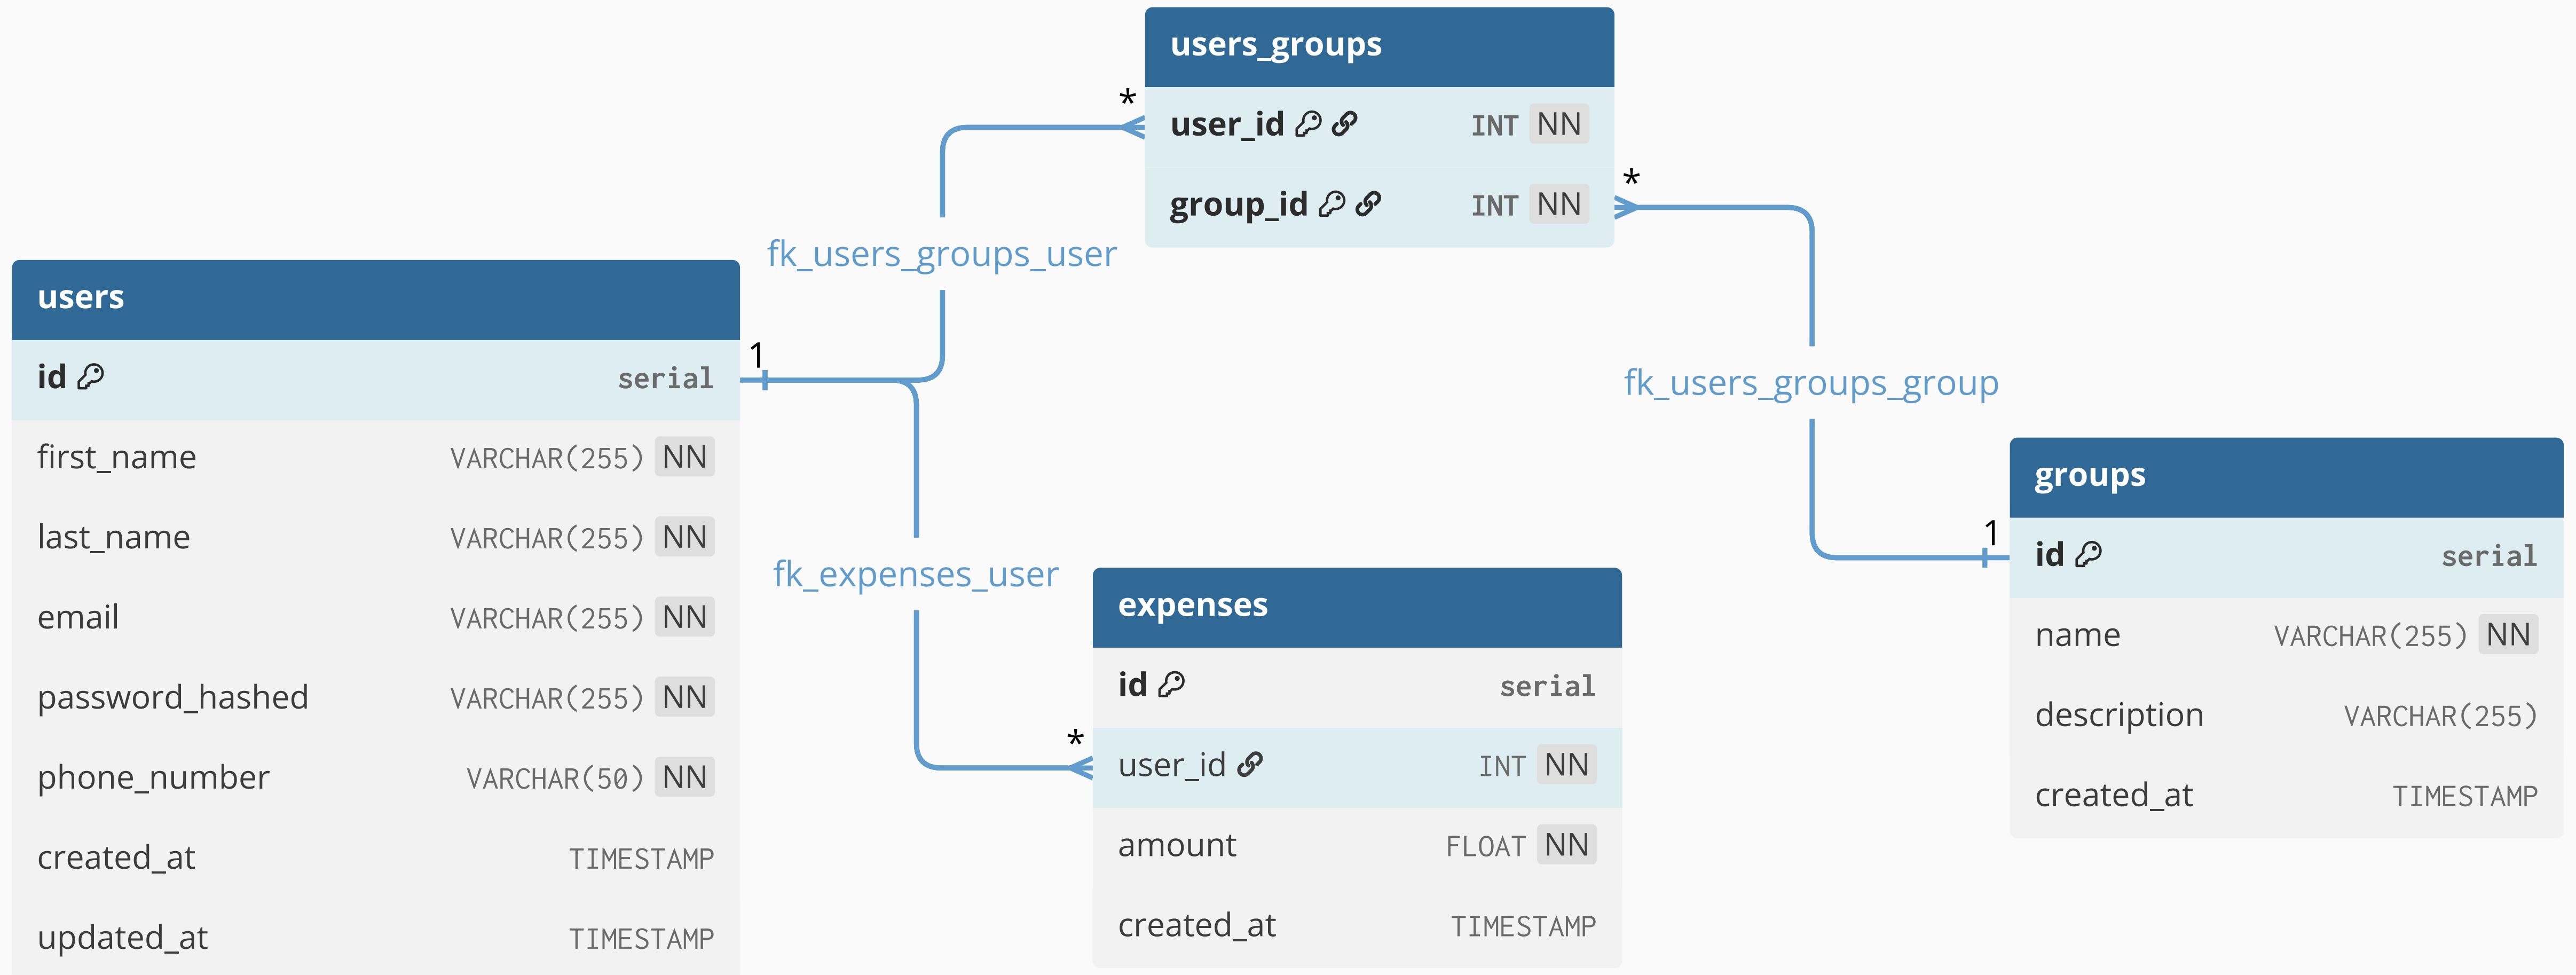 users_groups
user_id INT NN
group_id INT NN
*
*
fk_users_groups_user
fk_users_groups_group
users
id serial
first_name VARCHAR(255) NN
last_name VARCHAR(255) NN
email VARCHAR(255) NN
password_hashed VARCHAR(255) NN
phone_number VARCHAR(50) NN
created_at TIMESTAMP
updated_at TIMESTAMP
1
fk_expenses_user
*
expenses
id serial
user_id INT NN
amount FLOAT NN
created_at TIMESTAMP
1
groups
id serial
name VARCHAR(255) NN
description VARCHAR(255)
created_at TIMESTAMP